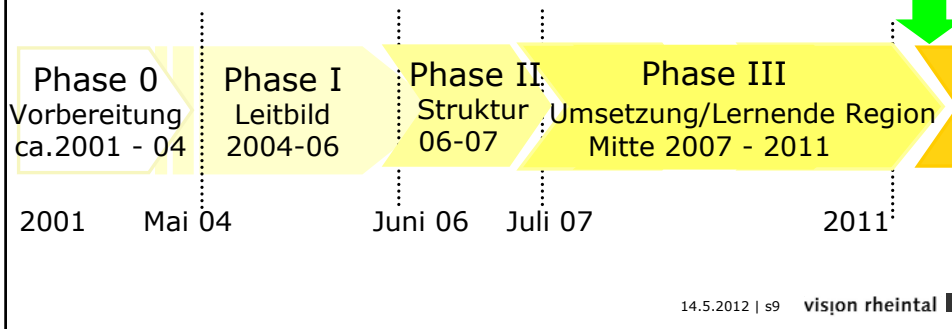 Phase 0
Vorbereitung
ca.2001 - 04
Phase I
Leitbild
2004-06
Phase II
Struktur
06-07
Phase III
Umsetzung/Lernende Region
Mitte 2007 - 2011
2001 Mai 04 Juni 06 Juli 07 2011
14.5.2012 | s9 vision rheintal